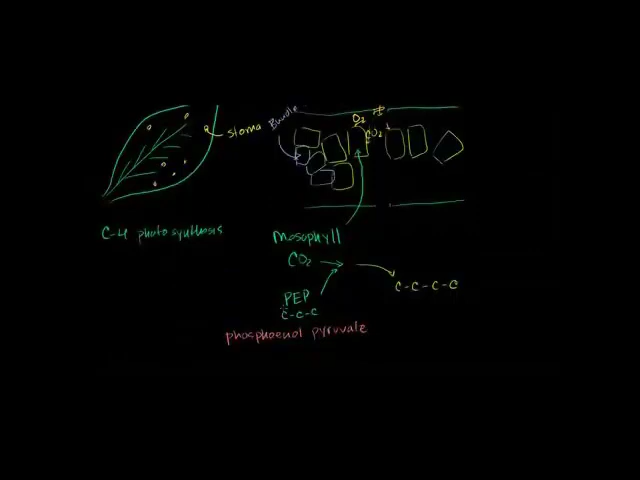 Bundle
O2
CO2
stoma
C-4 photosynthesis
Mesophyll
CO2
C-C-C-C
PEP
C-C-C
phosphoenol pyruvate